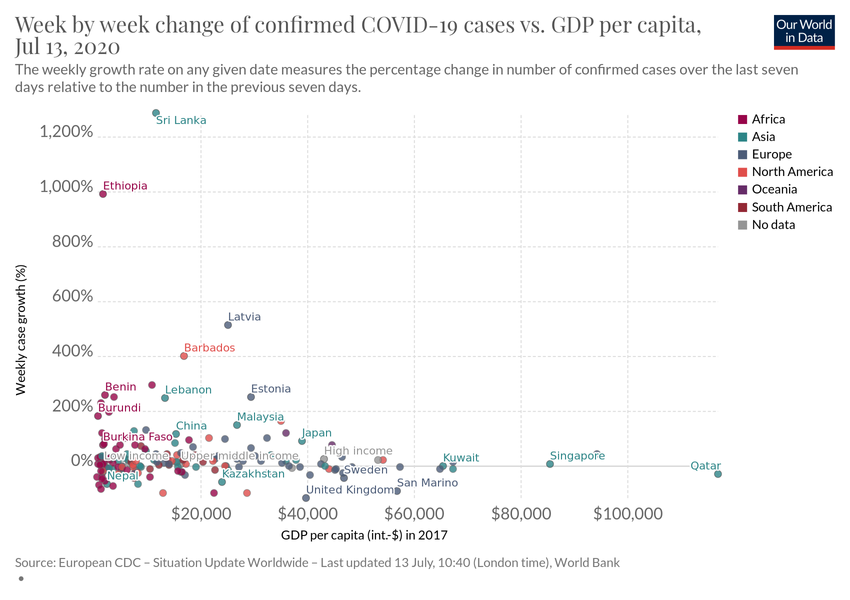 Week by week change of confirmed COVID-19 cases vs. GDP per capita,
Jul 13, 2020
Our World
in Data
The weekly growth rate on any given date measures the percentage change in number of confirmed cases over the last seven
days relative to the number in the previous seven days.
1,200%
1,000%
800%
600%
400%
200%
0%
Weekly case growth (%)
Sri Lanka
Ethiopia
Latvia
Barbados
Benin
Lebanon
Estonia
Burundi
China
Malaysia
Burkina Faso
Japan
Low income
Upper middle income
High income
Kuwait
Singapore
Qatar
Nepal
Kazakhstan
Sweden
United Kingdom
San Marino
$20,000
$40,000
$60,000
$80,000
$100,000
GDP per capita (int.-$) in 2017
Africa
Asia
Europe
North America
Oceania
South America
No data
Source: European CDC – Situation Update Worldwide – Last updated 13 July, 10:40 (London time), World Bank